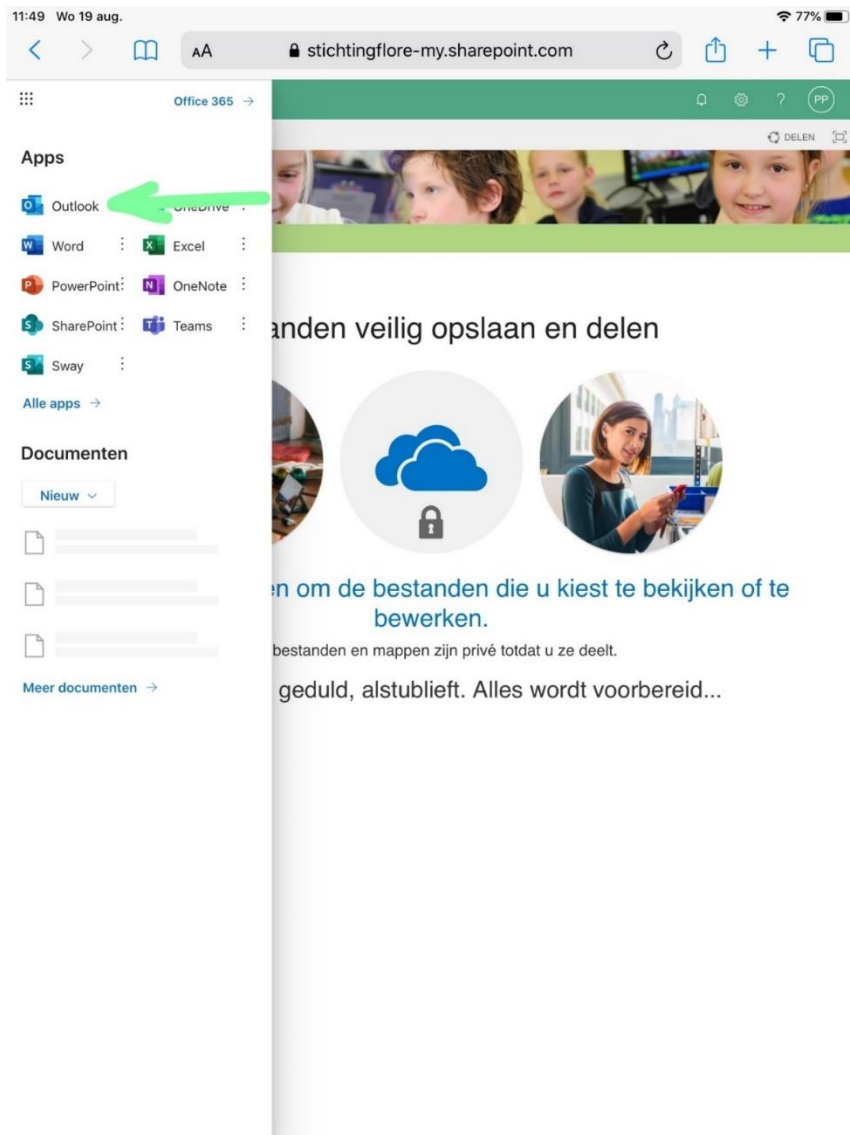 11:49 Wo 19 aug.
77%
AA
stichtingflore-my.sharepoint.com
Office 365 →
?
PP
DELEN
Apps
Outlook
OneDrive
Word
Excel
PowerPoint
OneNote
SharePoint
Teams
Sway
Alle apps →
Documenten
Nieuw
Meer documenten →
anden veilig opslaan en delen
en om de bestanden die u kiest te bekijken of te
bewerken.
bestanden en mappen zijn privé totdat u ze deelt.
geduld, alstublieft. Alles wordt voorbereid...